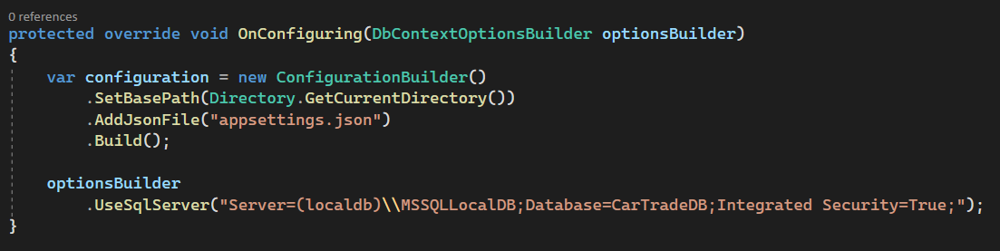 0 references
protected override void OnConfiguring(DbContextOptionsBuilder optionsBuilder)
{
    var configuration = new ConfigurationBuilder()
        .SetBasePath(Directory.GetCurrentDirectory())
        .AddJsonFile("appsettings.json")
        .Build();

    optionsBuilder
        .UseSqlServer("Server=(localdb)\\MSSQLLocalDB;Database=CarTradeDB;Integrated Security=True;");
}